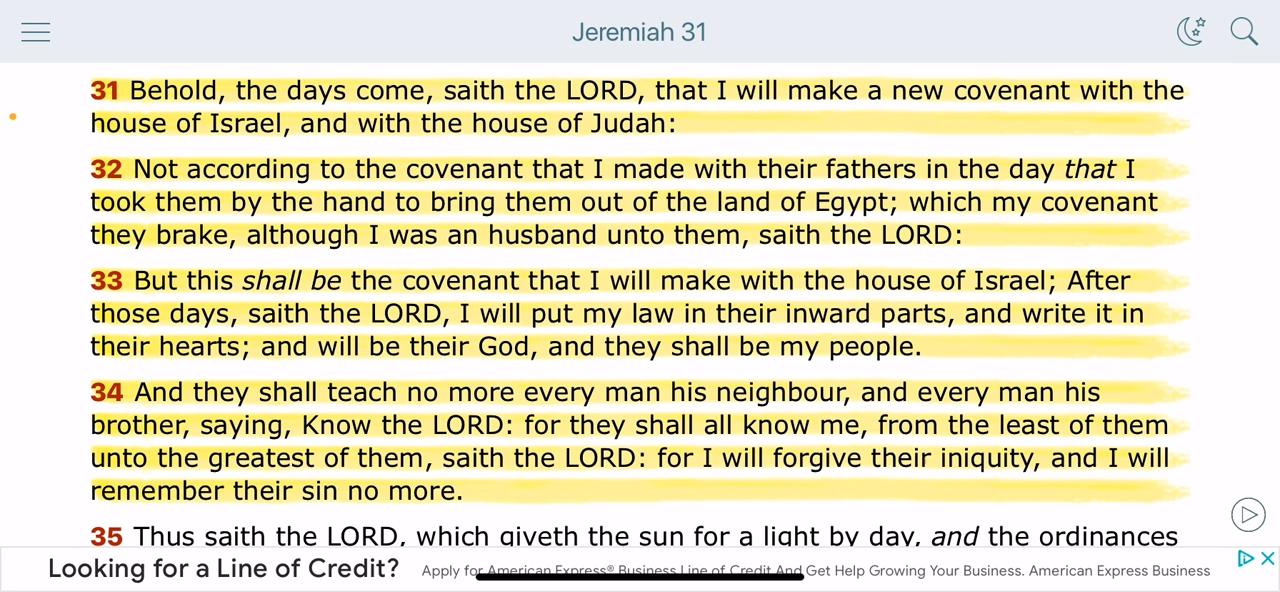 Jeremiah 31
31 Behold, the days come, saith the LORD, that I will make a new covenant with the
house of Israel, and with the house of Judah:
32 Not according to the covenant that I made with their fathers in the day that I
took them by the hand to bring them out of the land of Egypt; which my covenant
they brake, although I was an husband unto them, saith the LORD:
33 But this shall be the covenant that I will make with the house of Israel; After
those days, saith the LORD, I will put my law in their inward parts, and write it in
their hearts; and will be their God, and they shall be my people.
34 And they shall teach no more every man his neighbour, and every man his
brother, saying, Know the LORD: for they shall all know me, from the least of them
unto the greatest of them, saith the LORD: for I will forgive their iniquity, and I will
remember their sin no more.
35 Thus saith the LORD, which giveth the sun for a light by day, and the ordinances
Looking for a Line of Credit? Apply for American Express® Business Line of Credit And Get Help Growing Your Business. American Express Business